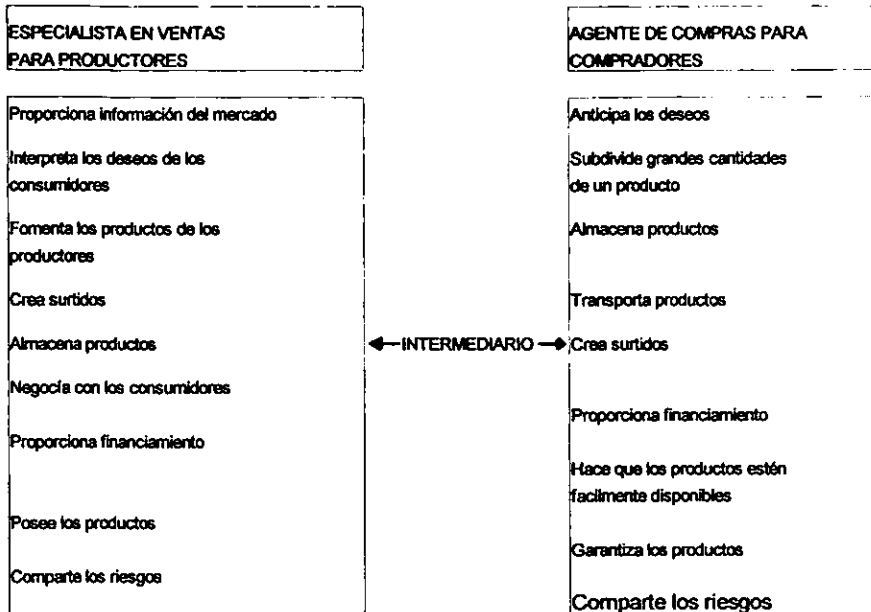 ESPECIALISTA EN VENTAS
PARA PRODUCTORES
AGENTE DE COMPRAS PARA
COMPRADORES
Proporciona información del mercado
Interpreta los deseos de los
consumidores
Fomenta los productos de los
productores
Crea surtidos
Almacena productos
Negocía con los consumidores
Proporciona financiamiento
Posee los productos
Comparte los riesgos
INTERMEDIARIO
Anticipa los deseos
Subdivide grandes cantidades
de un producto
Almacena productos
Transporta productos
Crea surtidos
Proporciona financiamiento
Hace que los productos estén
facilmente disponibles
Garantiza los productos
Comparte los riesgos